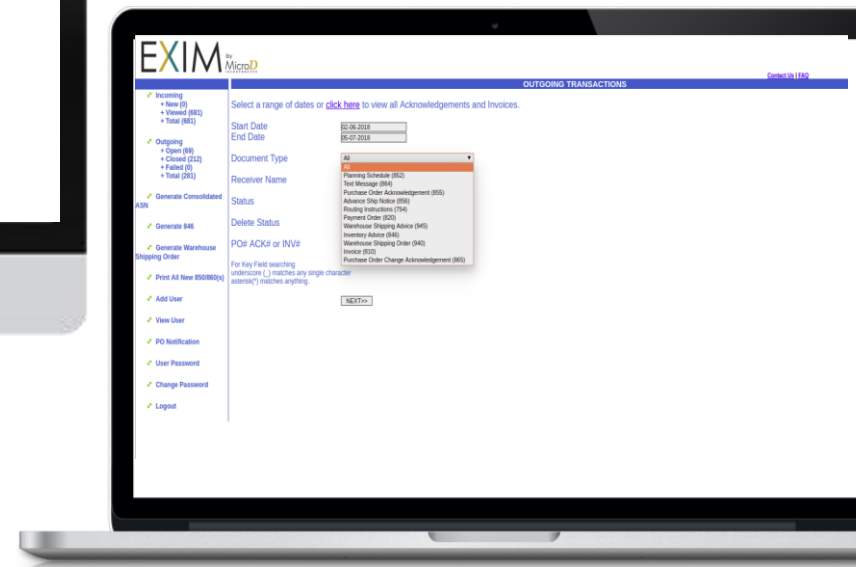 EXIM by
MicroD
INCORPORATED
Contact Us | FAQ
OUTGOING TRANSACTIONS
Incoming
+ New (0)
+ Viewed (681)
+ Total (681)
Outgoing
+ Open (69)
+ Closed (212)
+ Failed (0)
+ Total (281)
Generate Consolidated
ASN
Generate 846
Generate Warehouse
Shipping Order
Print All New 850/860(s)
Add User
View User
PO Notification
User Password
Change Password
Logout
Select a range of dates or click here to view all Acknowledgements and Invoices.
Start Date 02-06-2018
End Date 05-07-2018
Document Type All
All
Planning Schedule (852)
Text Message (864)
Purchase Order Acknowledgement (855)
Advance Ship Notice (856)
Routing Instructions (754)
Payment Order (820)
Warehouse Shipping Advice (945)
Inventory Advice (846)
Warehouse Shipping Order (940)
Invoice (810)
Purchase Order Change Acknowledgement (865)
Receiver Name
Status
Delete Status
PO# ACK# or INV#
For Key Field searching
underscore (_) matches any single character
asterisk(*) matches anything.
NEXT>>